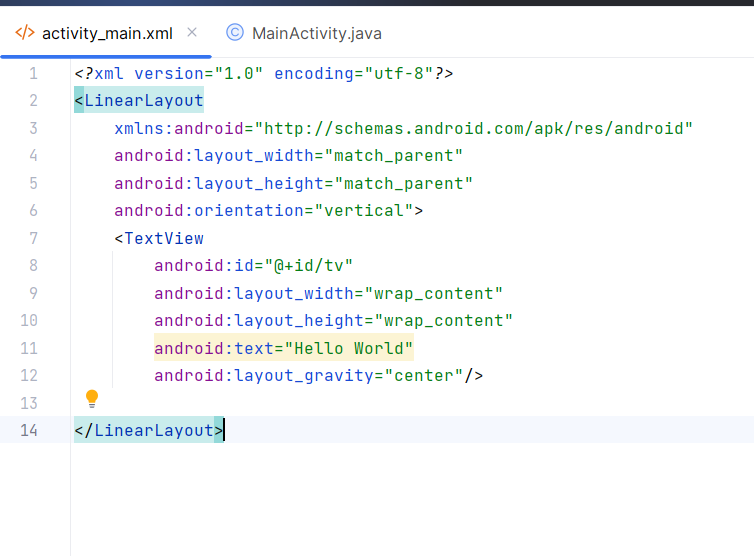 activity_main.xml MainActivity.java
1 <?xml version="1.0" encoding="utf-8"?>
2 <LinearLayout
3 xmlns:android="http://schemas.android.com/apk/res/android"
4 android:layout_width="match_parent"
5 android:layout_height="match_parent"
6 android:orientation="vertical">
7 <TextView
8 android:id="@+id/tv"
9 android:layout_width="wrap_content"
10 android:layout_height="wrap_content"
11 android:text="Hello World"
12 android:layout_gravity="center"/>
13
14 </LinearLayout>